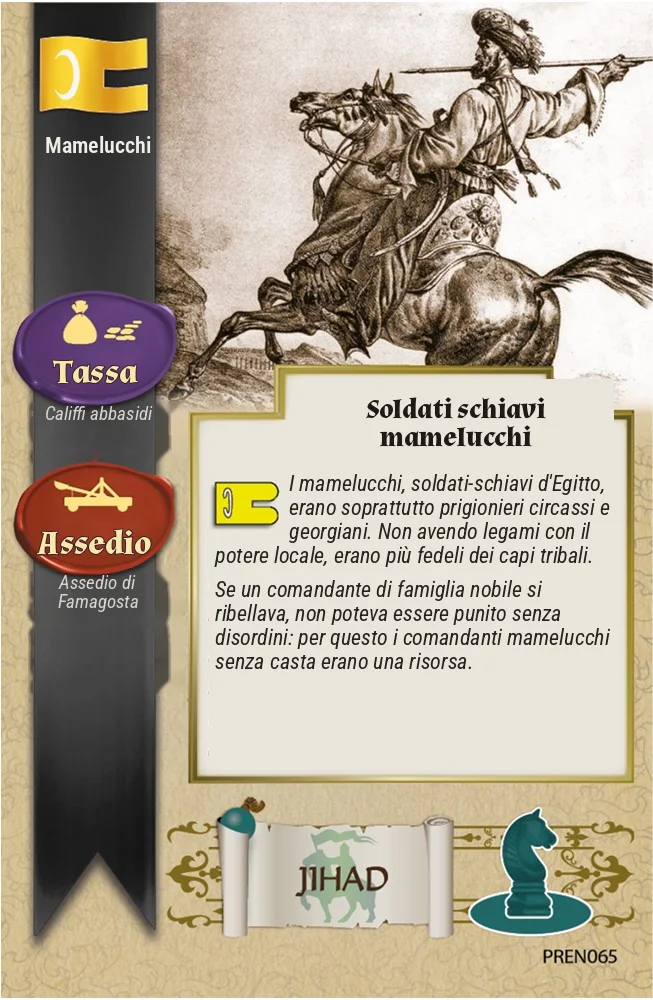 Mamelucchi
Tassa
Califfi abbasidi
Assedio
Assedio di
Famagosta
Soldati schiavi
mamelucchi
I mamelucchi, soldati-schiavi d'Egitto,
erano soprattutto prigionieri circassi e
georgiani. Non avendo legami con il
potere locale, erano più fedeli dei capi tribali.
Se un comandante di famiglia nobile si
ribellava, non poteva essere punito senza
disordini: per questo i comandanti mamelucchi
senza casta erano una risorsa.
JIHAD
PREN065